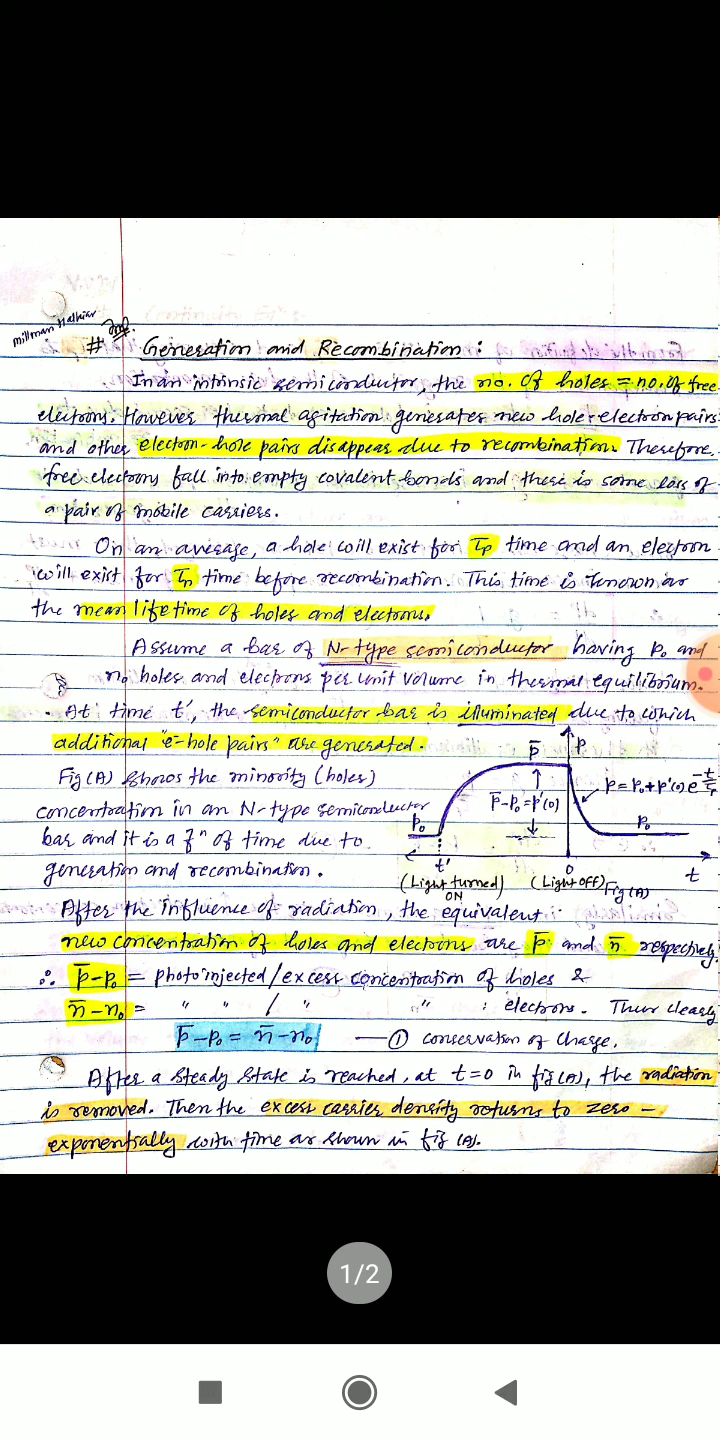 Millman Halkias
Imp.
# Generation and Recombination :
In an intrinsic semiconductor, the no. of holes = no. of free
electrons. However thermal agitation generates new hole-electron pairs
and other electron-hole pairs disappear due to recombination. Therefore,
free electrons fall into empty covalent bonds and there is some loss of
a pair of mobile carriers.
On an average, a hole will exist for τp time and an electron
will exist for τn time before recombination. This time is known as
the mean lifetime of holes and electrons.
Assume a bar of N-type semiconductor having p₀ and
n₀ holes and electrons per unit volume in thermal equilibrium.
At time t', the semiconductor bar is illuminated due to which
additional "e-hole pairs" are generated.
Fig (A) shows the minority (holes)
concentration in an N-type semiconductor
bar and it is a fⁿ of time due to
generation and recombination.
p̄
p
p̄-p₀=p'(0)
p=p₀+p'(0)e^-t/τp
p₀
p₀
t'
0
t
(Light turned ON)
(Light OFF)
Fig (A)
After the influence of radiation, the equivalent
new concentration of holes and electrons are p̄ and n̄ respectively.
∴ p̄-p₀ = photoinjected/excess concentration of holes &
n̄-n₀ = " " / " " : electrons. Thus clearly
p̄-p₀ = n̄-n₀ —① conservation of charge.
After a steady state is reached, at t=0 in fig (A), the radiation
is removed. Then the excess carrier density returns to zero -
exponentially with time as shown in fig (A).
1/2